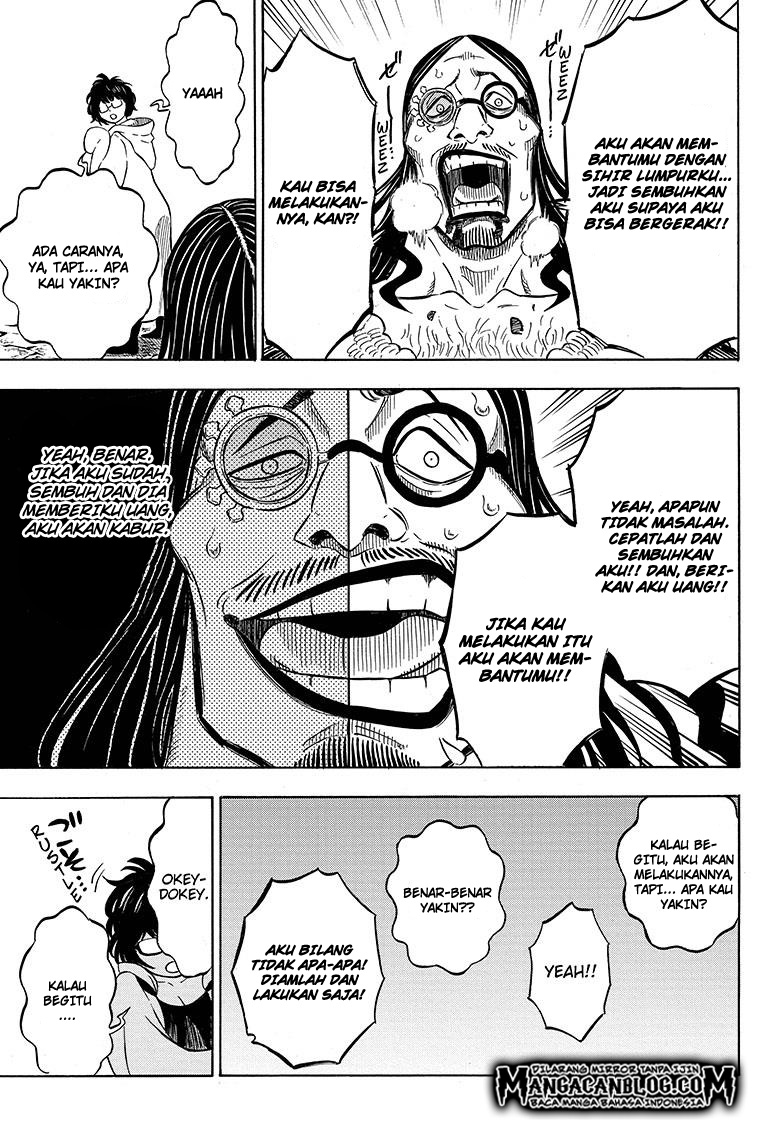 ゼェ
WEEZ
ゼェ
WEEZ
AKU AKAN MEM-
BANTUMU DENGAN
SIHIR LUMPURKU...
JADI SEMBUHKAN
AKU SUPAYA AKU
BISA BERGERAK!!
KAU BISA
MELAKUKAN-
NYA, KAN?!
YAAAH
ADA CARANYA,
YA, TAPI... APA
KAU YAKIN?
YEAH, APAPUN
TIDAK MASALAH.
CEPATLAH DAN
SEMBUHKAN
AKU!! DAN, BERI-
KAN AKU UANG!!
JIKA KAU
MELAKUKAN ITU
AKU AKAN MEM-
BANTUMU!!
YEAH, BENAR.
JIKA AKU SUDAH
SEMBUH DAN DIA
MEMBERIKU UANG,
AKU AKAN KABUR.
KALAU BE-
GITU, AKU AKAN
MELAKUKANNYA,
TAPI... APA KAU
YAKIN?
YEAH!!
BENAR-BENAR
YAKIN??
AKU BILANG
TIDAK APA-APA!
DIAMLAH DAN
LAKUKAN SAJA!
OKEY-
DOKEY.
RUSTLE
KALAU
BEGITU
....
DILARANG MIRROR TANPA IJIN
MANGACANBLOG.COM
BACA MANGA BAHASA INDONESIA